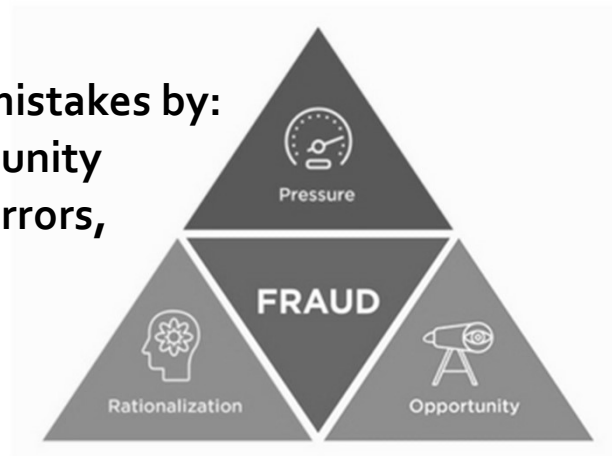 mistakes by:
unity
rrors,
Pressure
FRAUD
Rationalization
Opportunity